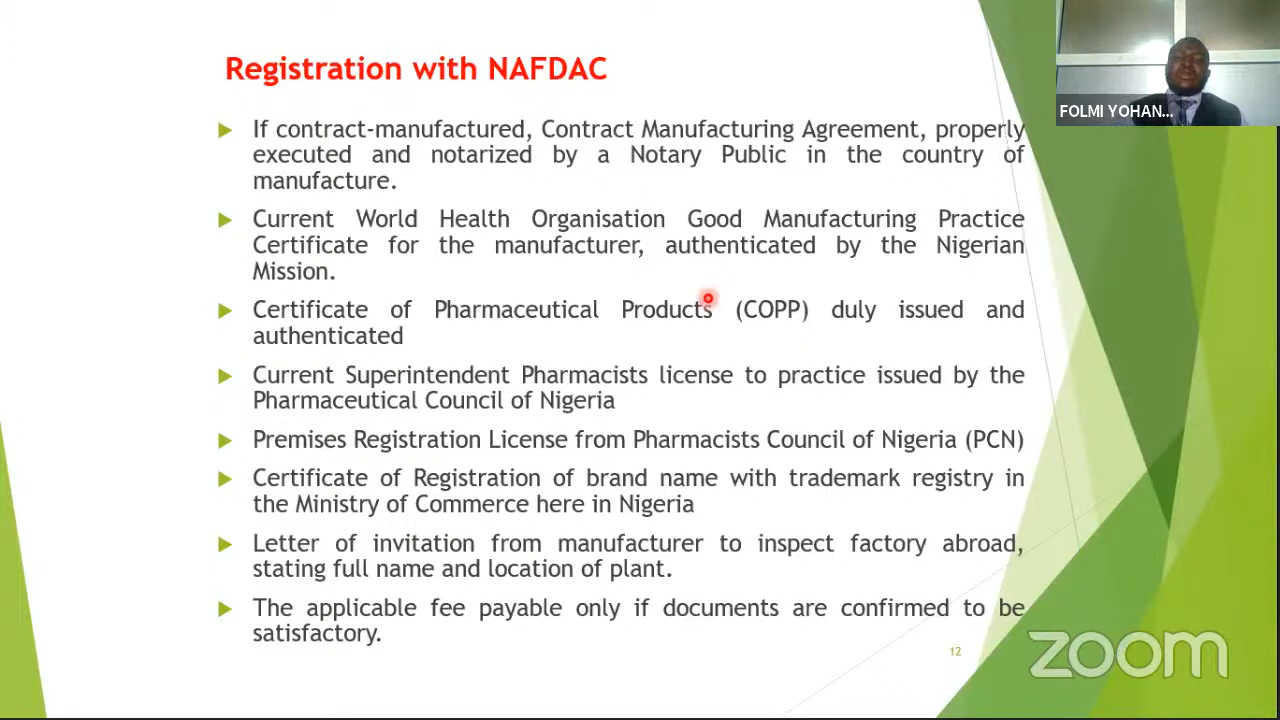 Registration with NAFDAC
FOLMI YOHAN...
If contract-manufactured, Contract Manufacturing Agreement, properly
executed and notarized by a Notary Public in the country of
manufacture.
Current World Health Organisation Good Manufacturing Practice
Certificate for the manufacturer, authenticated by the Nigerian
Mission.
Certificate of Pharmaceutical Products (COPP) duly issued and
authenticated
Current Superintendent Pharmacists license to practice issued by the
Pharmaceutical Council of Nigeria
Premises Registration License from Pharmacists Council of Nigeria (PCN)
Certificate of Registration of brand name with trademark registry in
the Ministry of Commerce here in Nigeria
Letter of invitation from manufacturer to inspect factory abroad,
stating full name and location of plant.
The applicable fee payable only if documents are confirmed to be
satisfactory.
12
zoom